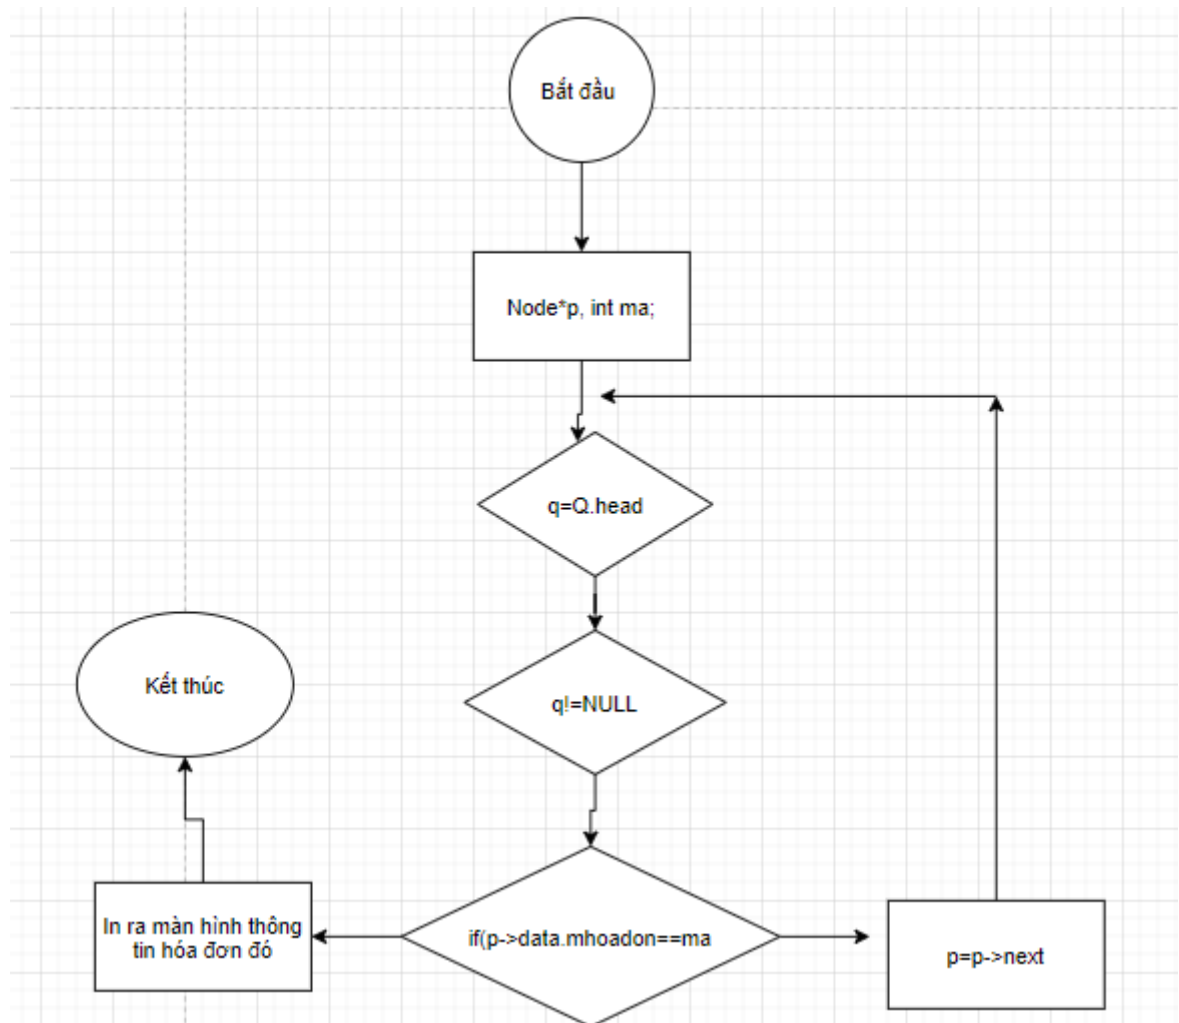 Bắt đầu
Node*p, int ma;
q=Q.head
q!=NULL
Kết thúc
if(p->data.mhoadon==ma
In ra màn hình thông
tin hóa đơn đó
p=p->next